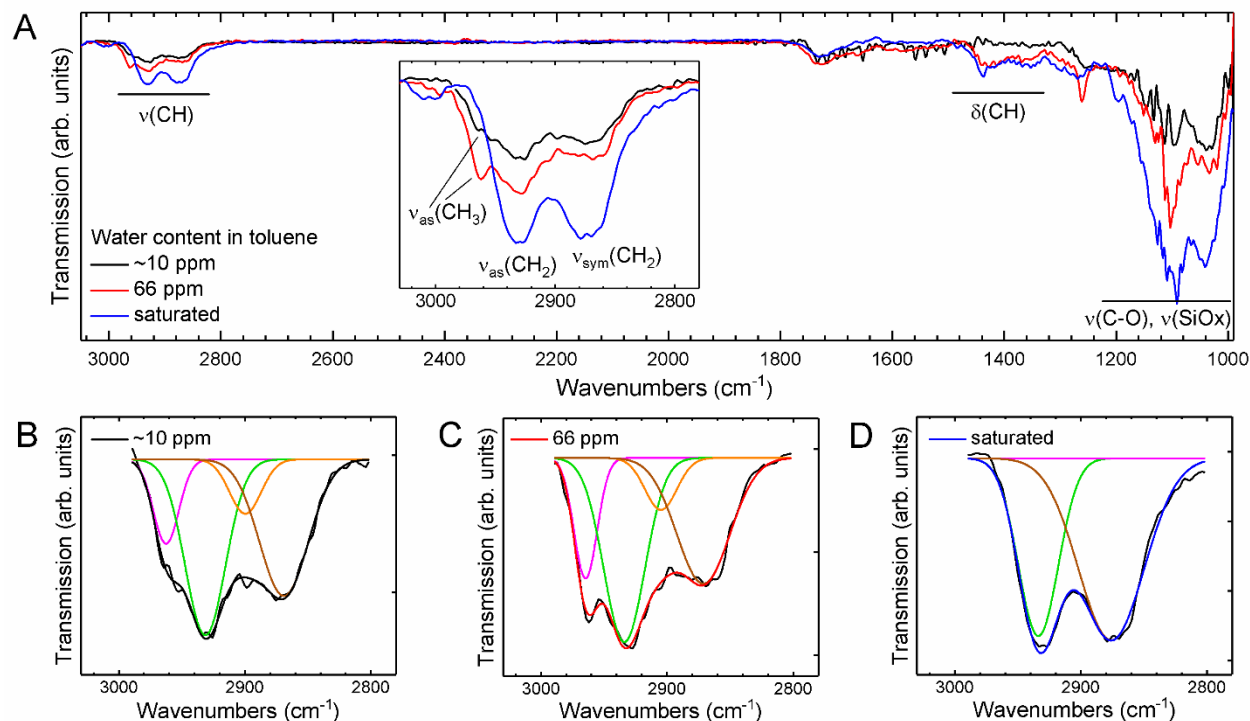 A
Transmission (arb. units)
ν(CH)
δ(CH)
ν_as(CH₃)
ν_as(CH₂)
ν_sym(CH₂)
3000 2900 2800
Water content in toluene
~10 ppm
66 ppm
saturated
ν(C-O), ν(SiOx)
3000 2800 2600 2400 2200 2000 1800 1600 1400 1200 1000
Wavenumbers (cm⁻¹)
B
~10 ppm
Transmission (arb. units)
3000 2900 2800
Wavenumbers (cm⁻¹)
C
66 ppm
Transmission (arb. units)
3000 2900 2800
Wavenumbers (cm⁻¹)
D
saturated
Transmission (arb. units)
3000 2900 2800
Wavenumbers (cm⁻¹)